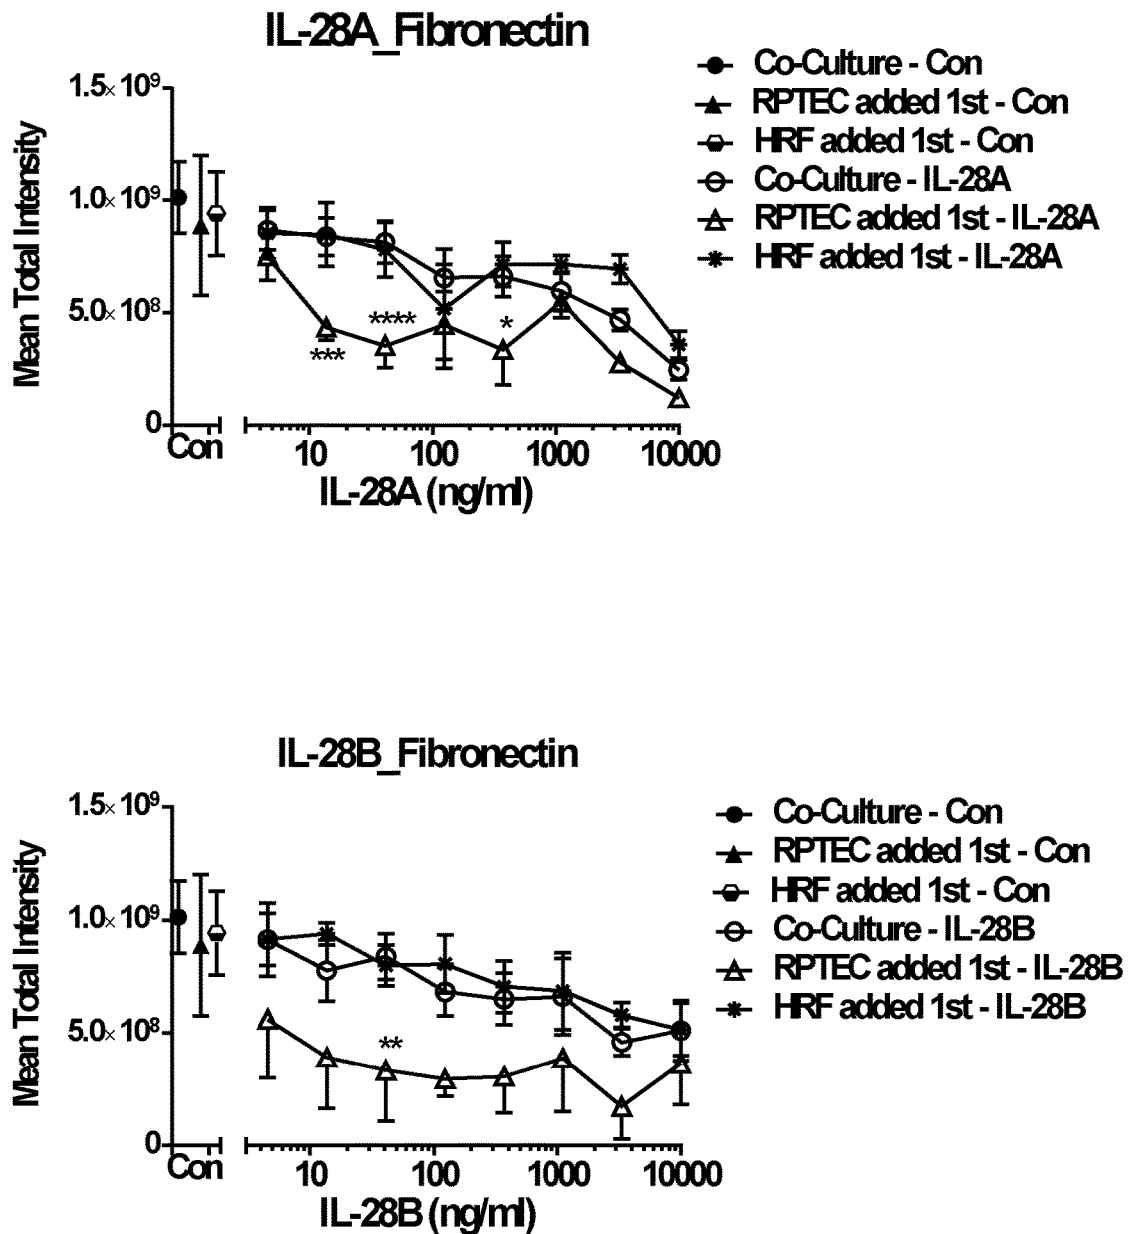 IL-28A_Fibronectin
Mean Total Intensity
1.5× 10⁹
1.0× 10⁹
5.0× 10⁸
0
Con
10
100
1000
10000
IL-28A (ng/ml)
***
****
*
Co-Culture - Con
RPTEC added 1st - Con
HRF added 1st - Con
Co-Culture - IL-28A
RPTEC added 1st - IL-28A
HRF added 1st - IL-28A
IL-28B_Fibronectin
Mean Total Intensity
1.5× 10⁹
1.0× 10⁹
5.0× 10⁸
0
Con
10
100
1000
10000
IL-28B (ng/ml)
**
Co-Culture - Con
RPTEC added 1st - Con
HRF added 1st - Con
Co-Culture - IL-28B
RPTEC added 1st - IL-28B
HRF added 1st - IL-28B